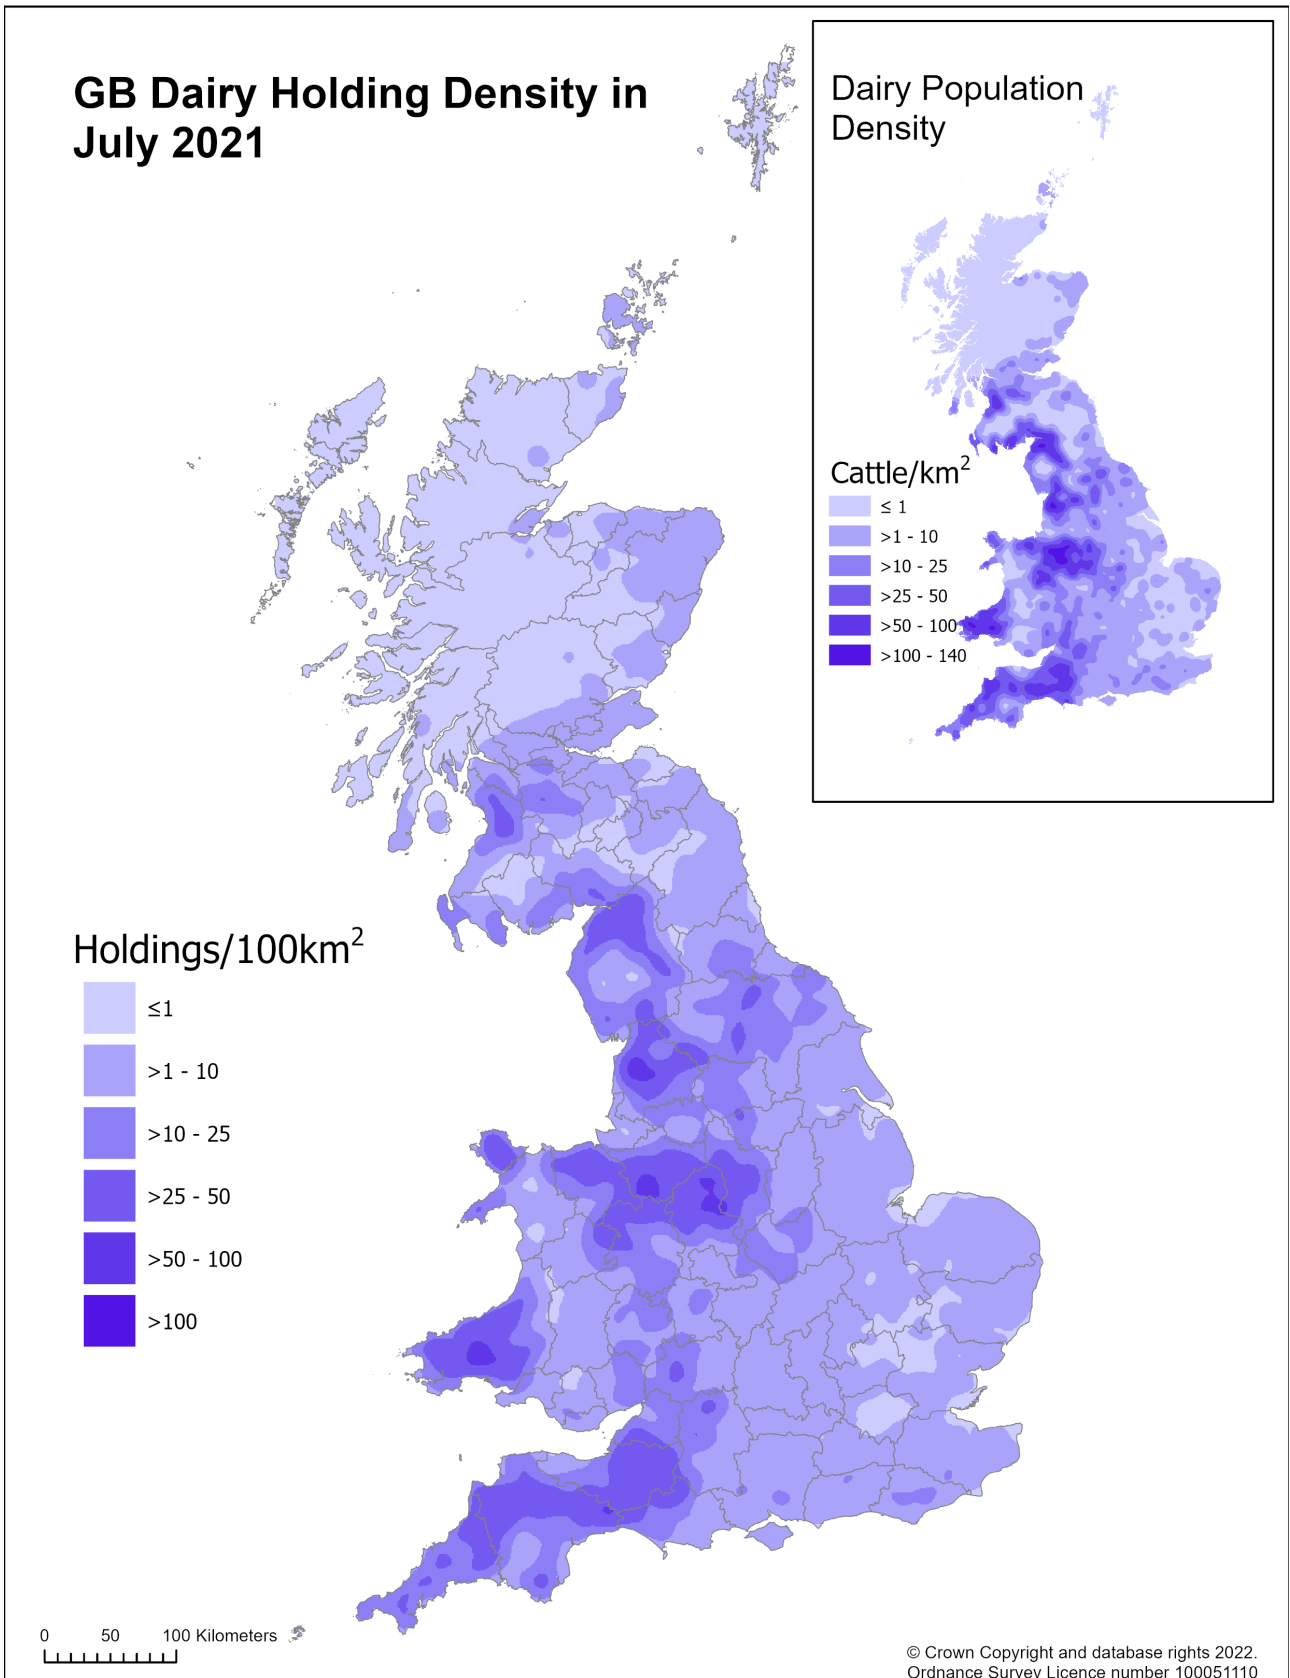 GB Dairy Holding Density in
July 2021
Dairy Population
Density
Cattle/km²
≤ 1
>1 - 10
>10 - 25
>25 - 50
>50 - 100
>100 - 140
Holdings/100km²
≤1
>1 - 10
>10 - 25
>25 - 50
>50 - 100
>100
0 50 100 Kilometers
© Crown Copyright and database rights 2022.
Ordnance Survey Licence number 100051110